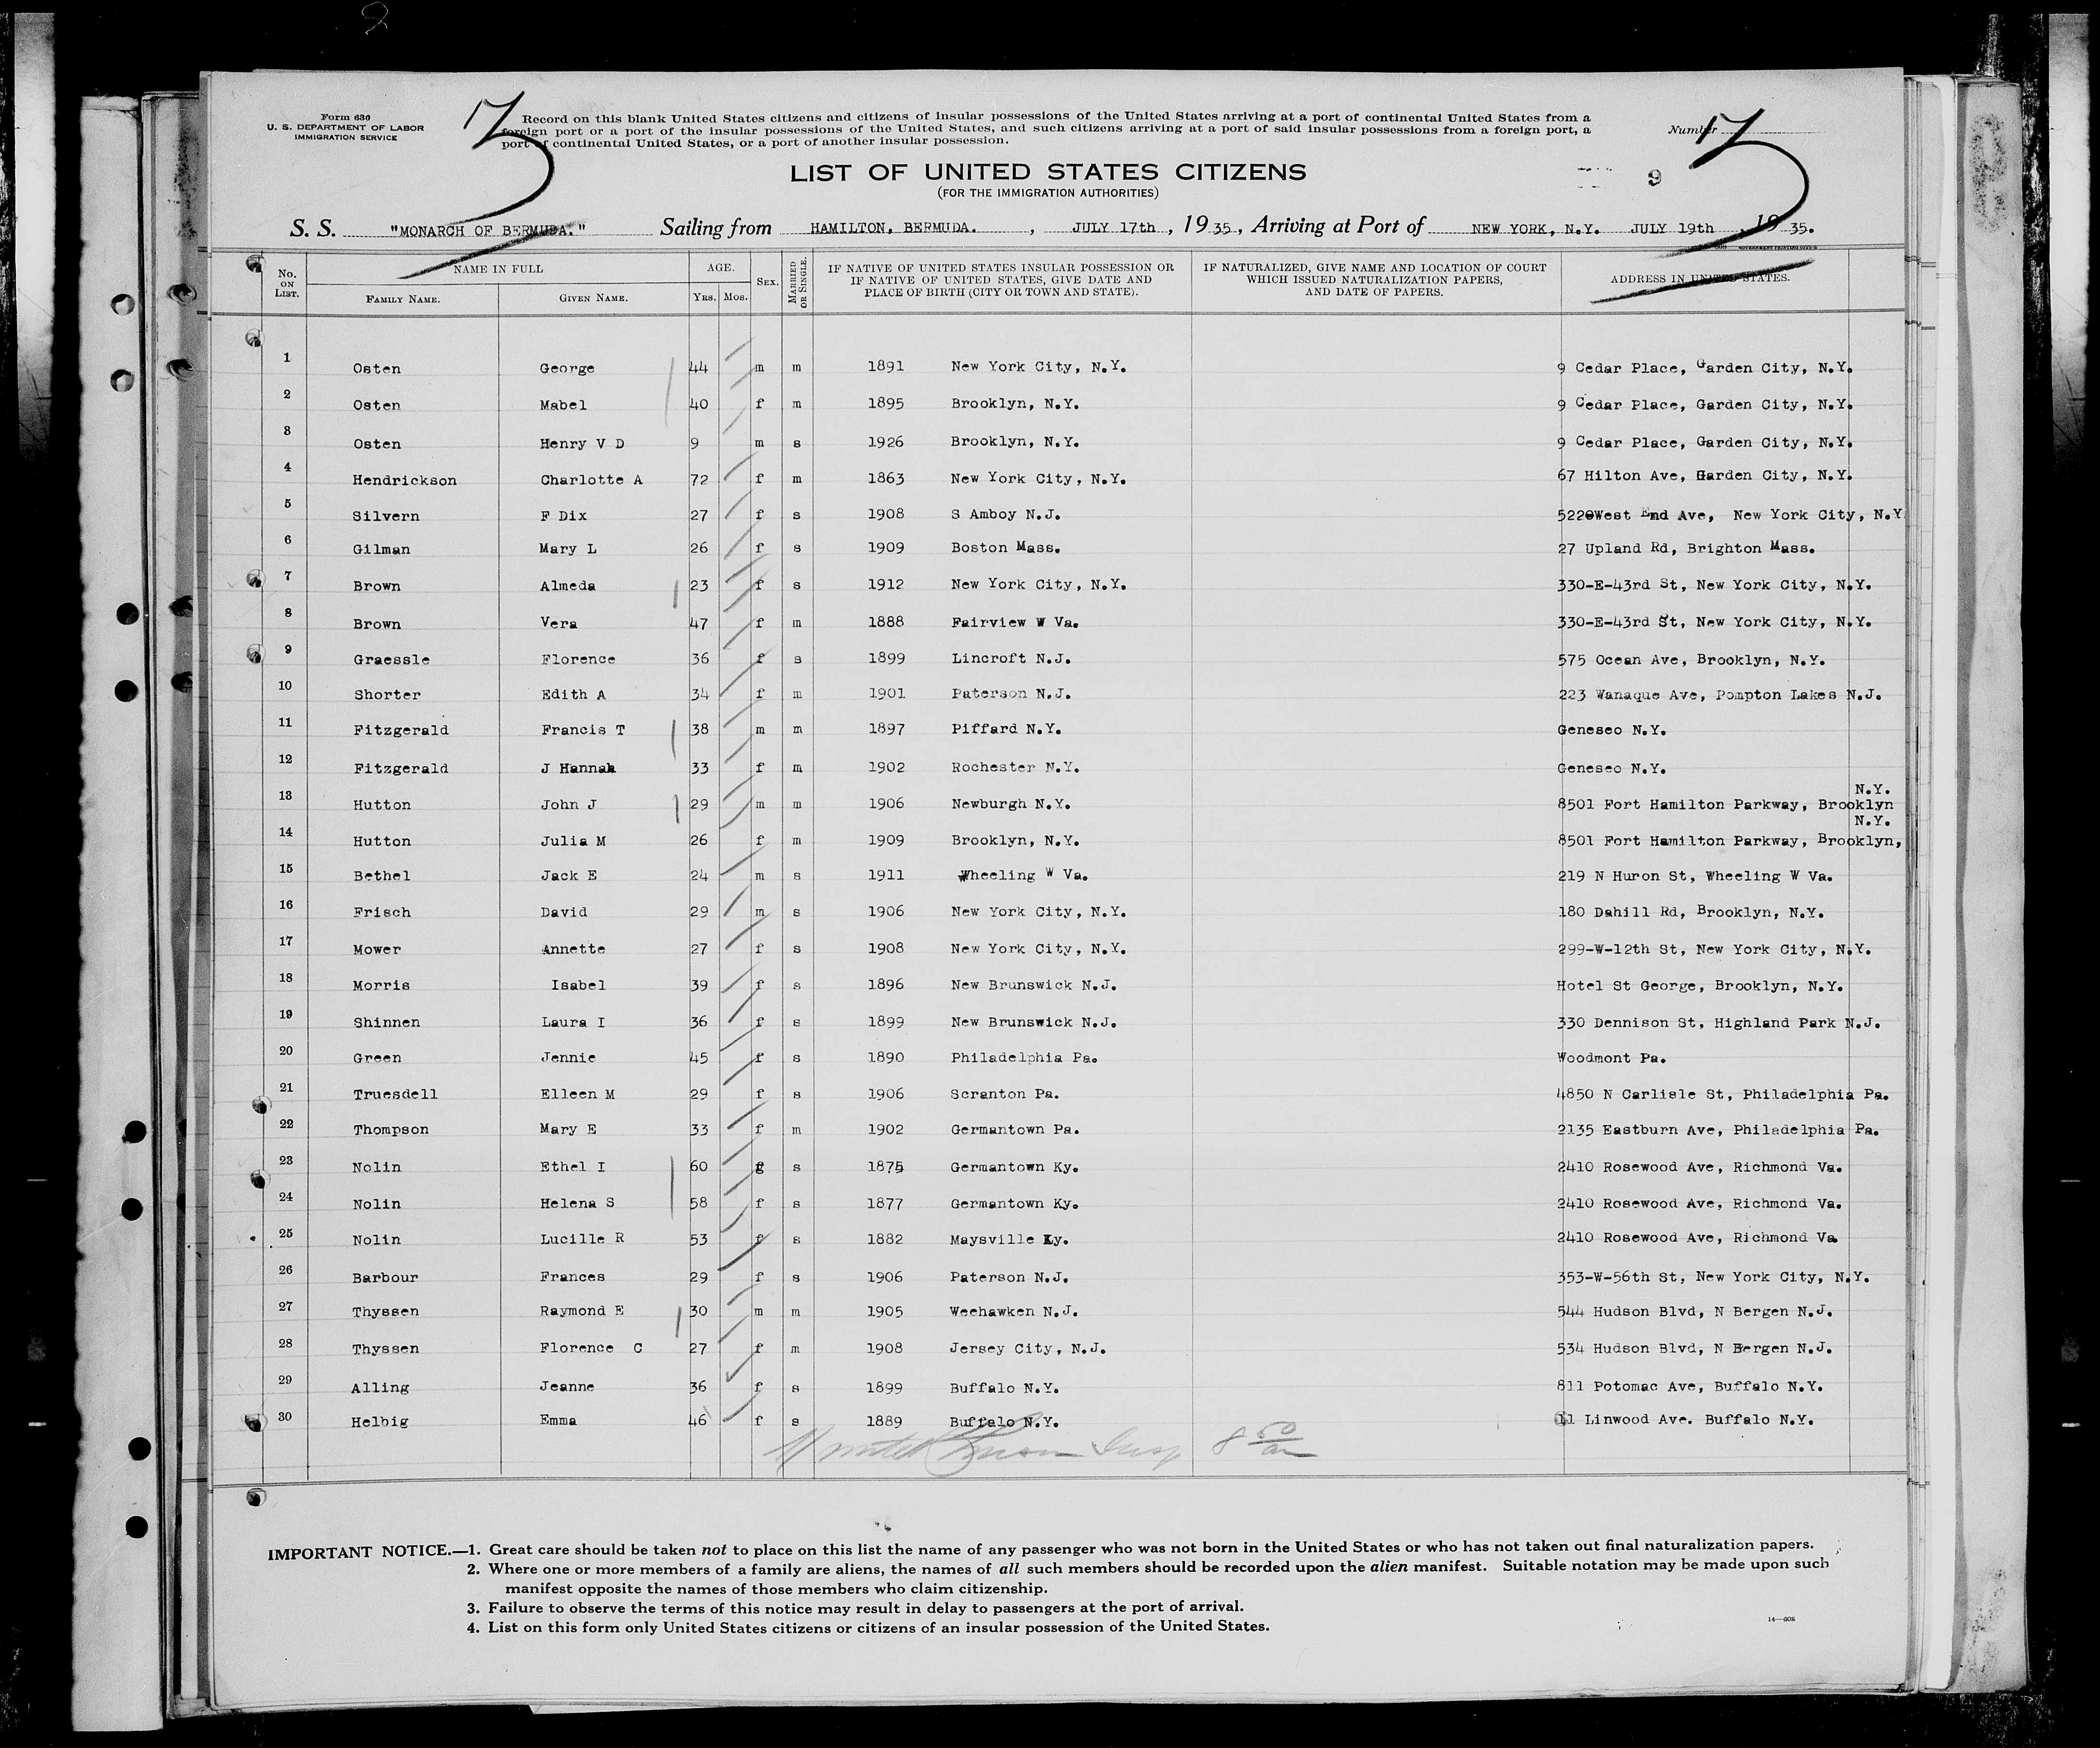 2
Form 630
U. S. DEPARTMENT OF LABOR
IMMIGRATION SERVICE
3
Record on this blank United States citizens and citizens of insular possessions of the United States arriving at a port of continental United States from a
foreign port or a port of the insular possessions of the United States, and such citizens arriving at a port of said insular possessions from a foreign port, a
port of continental United States, or a port of another insular possession.
Number
3
LIST OF UNITED STATES CITIZENS
(FOR THE IMMIGRATION AUTHORITIES)
9
S. S. "MONARCH OF BERMUDA." Sailing from HAMILTON, BERMUDA. , JULY 17th , 19 35 , Arriving at Port of NEW YORK, N.Y. JULY 19th , 19 35.
No. ON LIST. NAME IN FULL FAMILY NAME. GIVEN NAME. AGE. YRS. MOS. SEX. MARRIED OR SINGLE. IF NATIVE OF UNITED STATES INSULAR POSSESSION OR IF NATIVE OF UNITED STATES, GIVE DATE AND PLACE OF BIRTH (CITY OR TOWN AND STATE). IF NATURALIZED, GIVE NAME AND LOCATION OF COURT WHICH ISSUED NATURALIZATION PAPERS, AND DATE OF PAPERS. ADDRESS IN UNITED STATES.
1 Osten George 44 m m 1891 New York City, N.Y. 9 Cedar Place, Garden City, N.Y.
2 Osten Mabel 40 f m 1895 Brooklyn, N.Y. 9 Cedar Place, Garden City, N.Y.
3 Osten Henry V D 9 m s 1926 Brooklyn, N.Y. 9 Cedar Place, Garden City, N.Y.
4 Hendrickson Charlotte A 72 f m 1863 New York City, N.Y. 67 Hilton Ave, Garden City, N.Y.
5 Silvern F Dix 27 f s 1908 S Amboy N.J. 522 West End Ave, New York City, N.Y
6 Gilman Mary L 26 f s 1909 Boston Mass. 27 Upland Rd, Brighton Mass.
7 Brown Almeda 23 f s 1912 New York City, N.Y. 330-E-43rd St, New York City, N.Y.
8 Brown Vera 47 f m 1888 Fairview W Va. 330-E-43rd St, New York City, N.Y.
9 Graessle Florence 36 f s 1899 Lincroft N.J. 575 Ocean Ave, Brooklyn, N.Y.
10 Shorter Edith A 34 f m 1901 Paterson N.J. 223 Wanaque Ave, Pompton Lakes N.J.
11 Fitzgerald Francis T 38 m m 1897 Piffard N.Y. Geneseo N.Y.
12 Fitzgerald J Hannah 33 f m 1902 Rochester N.Y. Geneseo N.Y.
13 Hutton John J 29 m m 1906 Newburgh N.Y. 8501 Fort Hamilton Parkway, Brooklyn N.Y.
14 Hutton Julia M 26 f m 1909 Brooklyn, N.Y. 8501 Fort Hamilton Parkway, Brooklyn, N.Y.
15 Bethel Jack E 24 m s 1911 Wheeling W Va. 219 N Huron St, Wheeling W Va.
16 Frisch David 29 m s 1906 New York City, N.Y. 180 Dahill Rd, Brooklyn, N.Y.
17 Mower Annette 27 f s 1908 New York City, N.Y. 299-W-12th St, New York City, N.Y.
18 Morris Isabel 39 f s 1896 New Brunswick N.J. Hotel St George, Brooklyn, N.Y.
19 Shinnen Laura I 36 f s 1899 New Brunswick N.J. 330 Dennison St, Highland Park N.J.
20 Green Jennie 45 f s 1890 Philadelphia Pa. Woodmont Pa.
21 Truesdell Elleen M 29 f s 1906 Scranton Pa. 4850 N Carlisle St, Philadelphia Pa.
22 Thompson Mary E 33 f m 1902 Germantown Pa. 2135 Eastburn Ave, Philadelphia Pa.
23 Nolin Ethel I 60 f s 1875 Germantown Ky. 2410 Rosewood Ave, Richmond Va.
24 Nolin Helena S 58 f s 1877 Germantown Ky. 2410 Rosewood Ave, Richmond Va.
25 Nolin Lucille R 53 f s 1882 Maysville Ky. 2410 Rosewood Ave, Richmond Va
26 Barbour Frances 29 f s 1906 Paterson N.J. 353-W-56th St, New York City, N.Y.
27 Thyssen Raymond E 30 m m 1905 Weehawken N.J. 544 Hudson Blvd, N Bergen N.J.
28 Thyssen Florence C 27 f m 1908 Jersey City, N.J. 534 Hudson Blvd, N Bergen N.J.
29 Alling Jeanne 36 f s 1899 Buffalo N.Y. 811 Potomac Ave, Buffalo N.Y.
30 Helbig Emma 46 f s 1889 Buffalo N.Y. 11 Linwood Ave. Buffalo N.Y.
Insp 8 50
IMPORTANT NOTICE.—1. Great care should be taken not to place on this list the name of any passenger who was not born in the United States or who has not taken out final naturalization papers.
2. Where one or more members of a family are aliens, the names of all such members should be recorded upon the alien manifest. Suitable notation may be made upon such
manifest opposite the names of those members who claim citizenship.
3. Failure to observe the terms of this notice may result in delay to passengers at the port of arrival.
4. List on this form only United States citizens or citizens of an insular possession of the United States.
14—608